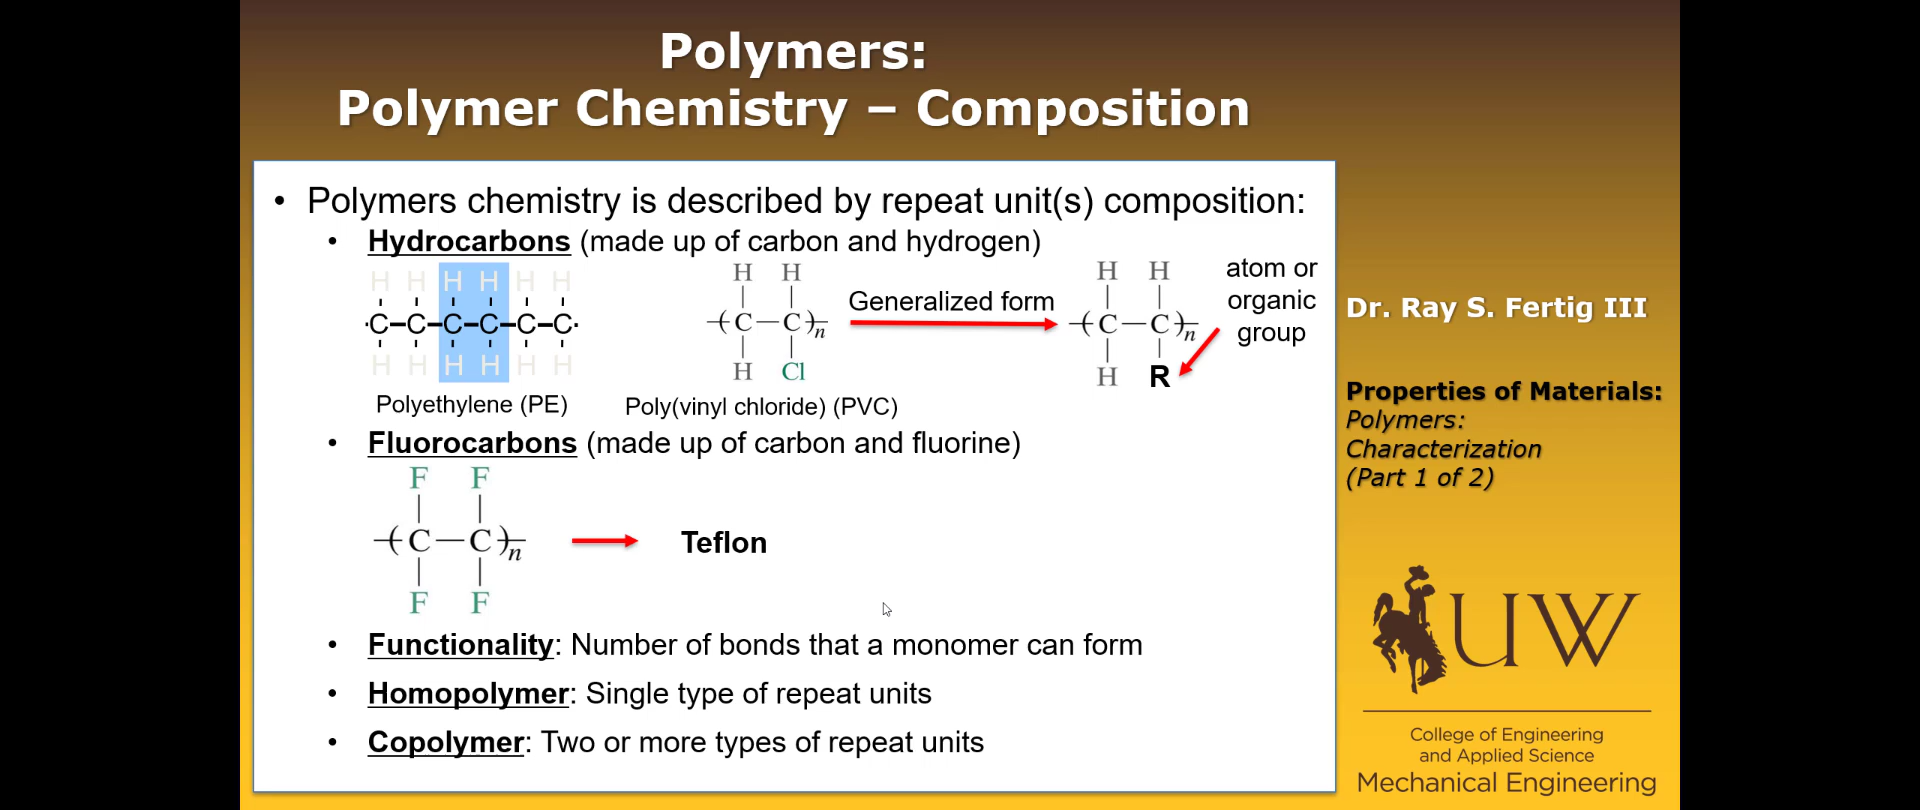 Polymers:
Polymer Chemistry – Composition
• Polymers chemistry is described by repeat unit(s) composition:
• Hydrocarbons (made up of carbon and hydrogen)
H H H H H H
C C C C C C
H H H H H H
Polyethylene (PE)
H H
C C n
H Cl
Poly(vinyl chloride) (PVC)
Generalized form
H H
C C n
H R
atom or
organic
group
• Fluorocarbons (made up of carbon and fluorine)
F F
C C n
F F
Teflon
• Functionality: Number of bonds that a monomer can form
• Homopolymer: Single type of repeat units
• Copolymer: Two or more types of repeat units
Dr. Ray S. Fertig III
Properties of Materials:
Polymers:
Characterization
(Part 1 of 2)
UW
College of Engineering
and Applied Science
Mechanical Engineering